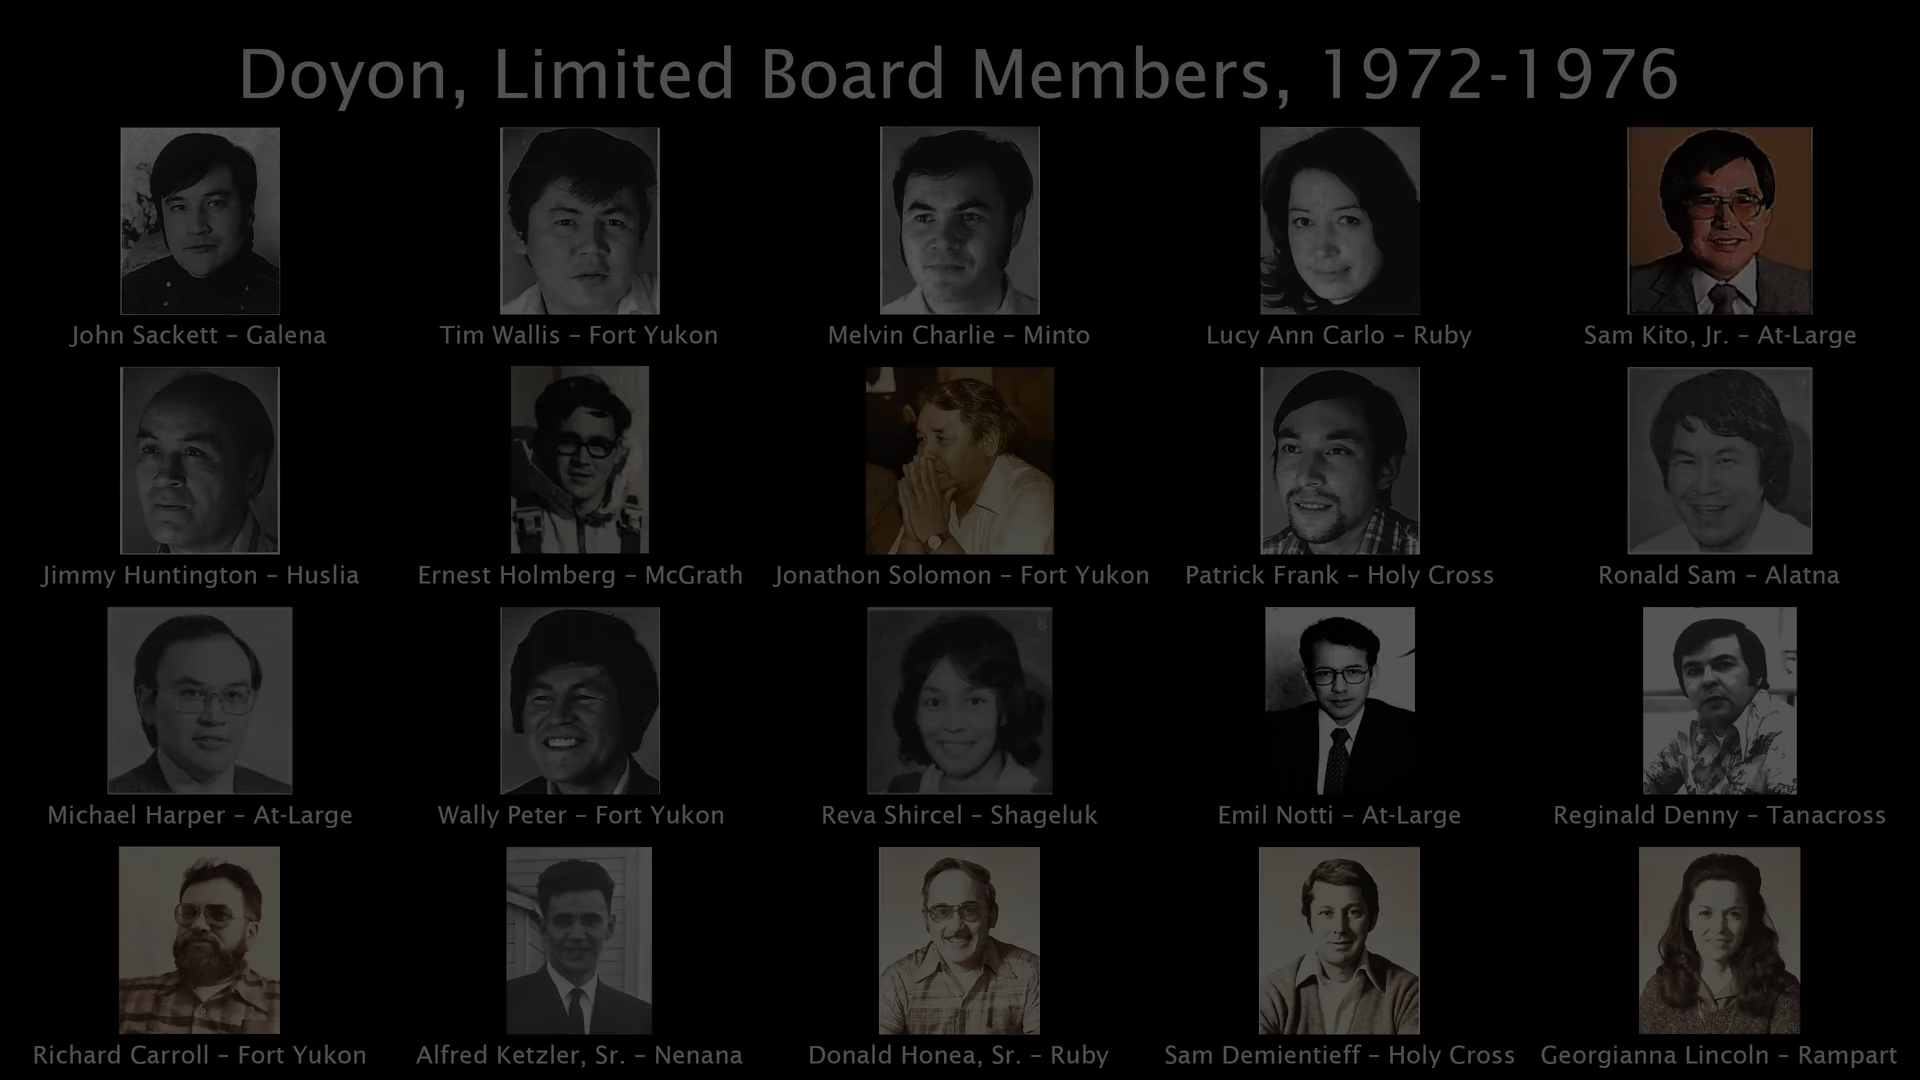 Doyon, Limited Board Members, 1972-1976
John Sackett – Galena
Tim Wallis – Fort Yukon
Melvin Charlie – Minto
Lucy Ann Carlo – Ruby
Sam Kito, Jr. – At-Large
Jimmy Huntington – Huslia
Ernest Holmberg – McGrath
Jonathon Solomon – Fort Yukon
Patrick Frank – Holy Cross
Ronald Sam – Alatna
Michael Harper – At-Large
Wally Peter – Fort Yukon
8
Reva Shircel – Shageluk
Emil Notti – At-Large
Reginald Denny – Tanacross
Richard Carroll – Fort Yukon
Alfred Ketzler, Sr. – Nenana
Donald Honea, Sr. – Ruby
Sam Demientieff – Holy Cross
Georgianna Lincoln – Rampart